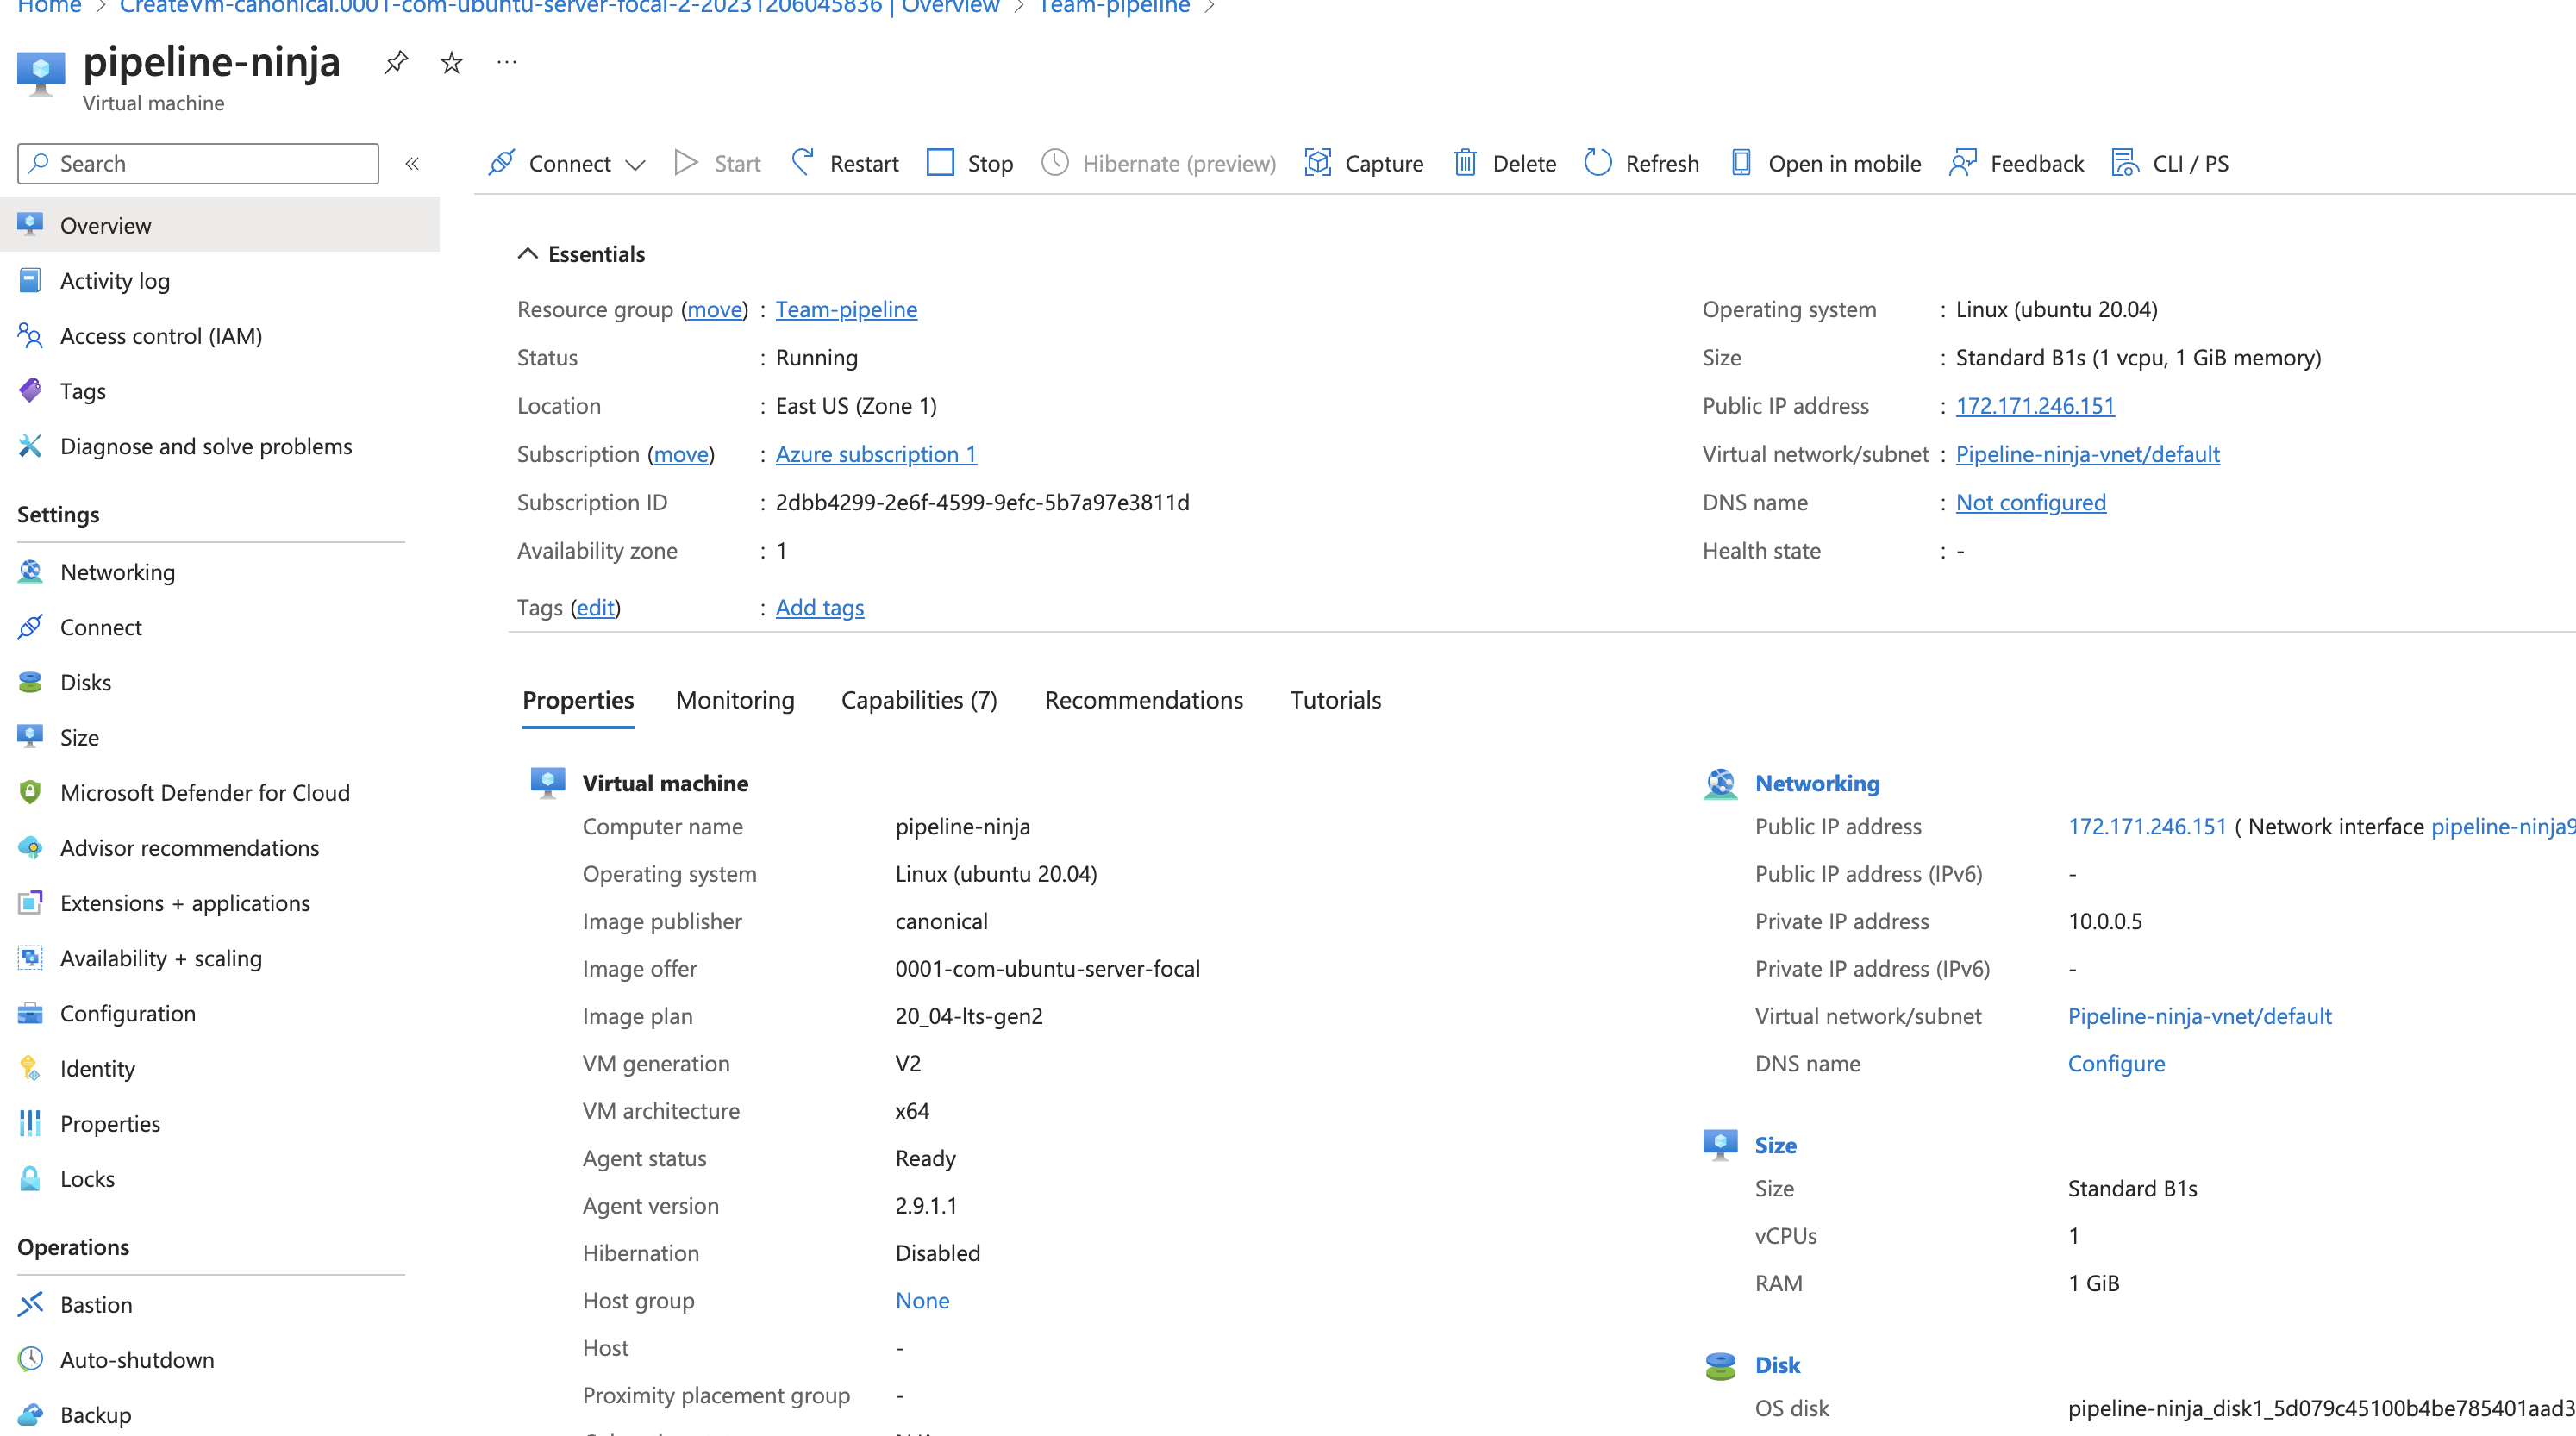 Home > CreateVm-canonical.0001-com-ubuntu-server-focal-2-20231206045836 | Overview > Team-pipeline >
pipeline-ninja
Virtual machine
Search
Connect Start Restart Stop Hibernate (preview) Capture Delete Refresh Open in mobile Feedback CLI / PS
Overview
Activity log
Access control (IAM)
Tags
Diagnose and solve problems
Settings
Networking
Connect
Disks
Size
Microsoft Defender for Cloud
Advisor recommendations
Extensions + applications
Availability + scaling
Configuration
Identity
Properties
Locks
Operations
Bastion
Auto-shutdown
Backup
Essentials
Resource group (move) : Team-pipeline
Status : Running
Location : East US (Zone 1)
Subscription (move) : Azure subscription 1
Subscription ID : 2dbb4299-2e6f-4599-9efc-5b7a97e3811d
Availability zone : 1
Tags (edit) : Add tags
Operating system : Linux (ubuntu 20.04)
Size : Standard B1s (1 vcpu, 1 GiB memory)
Public IP address : 172.171.246.151
Virtual network/subnet : Pipeline-ninja-vnet/default
DNS name : Not configured
Health state : -
Properties Monitoring Capabilities (7) Recommendations Tutorials
Virtual machine
Computer name pipeline-ninja
Operating system Linux (ubuntu 20.04)
Image publisher canonical
Image offer 0001-com-ubuntu-server-focal
Image plan 20_04-lts-gen2
VM generation V2
VM architecture x64
Agent status Ready
Agent version 2.9.1.1
Hibernation Disabled
Host group None
Host -
Proximity placement group -
Networking
Public IP address 172.171.246.151 ( Network interface pipeline-ninja9
Public IP address (IPv6) -
Private IP address 10.0.0.5
Private IP address (IPv6) -
Virtual network/subnet Pipeline-ninja-vnet/default
DNS name Configure
Size
Size Standard B1s
vCPUs 1
RAM 1 GiB
Disk
OS disk pipeline-ninja_disk1_5d079c45100b4be785401aad3